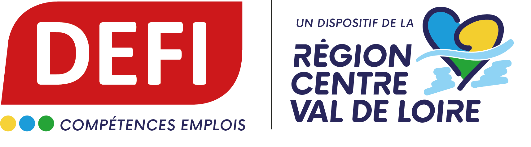 DEFI
COMPÉTENCES EMPLOIS
UN DISPOSITIF DE LA
RÉGION
CENTRE
VAL DE LOIRE